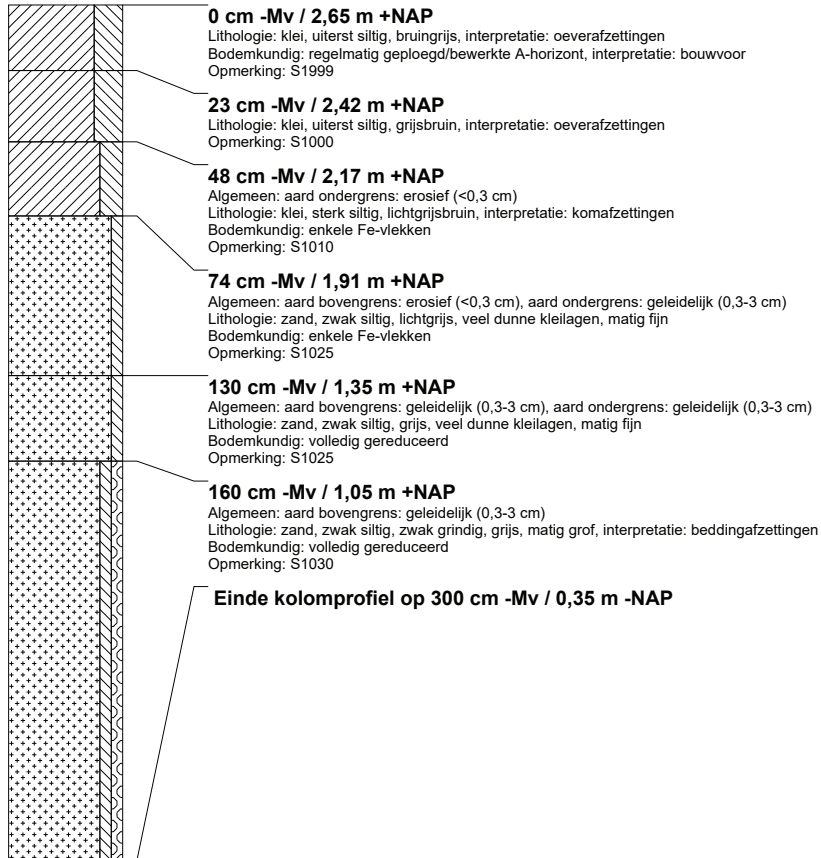 0 cm -Mv / 2,65 m +NAP
Lithologie: klei, uiterst siltig, bruingrijs, interpretatie: oeverafzettingen
Bodemkundig: regelmatig geploegd/bewerkte A-horizont, interpretatie: bouwvoor
Opmerking: S1999
23 cm -Mv / 2,42 m +NAP
Lithologie: klei, uiterst siltig, grijsbruin, interpretatie: oeverafzettingen
Opmerking: S1000
48 cm -Mv / 2,17 m +NAP
Algemeen: aard ondergrens: erosief (<0,3 cm)
Lithologie: klei, sterk siltig, lichtgrijsbruin, interpretatie: komafzettingen
Bodemkundig: enkele Fe-vlekken
Opmerking: S1010
74 cm -Mv / 1,91 m +NAP
Algemeen: aard bovengrens: erosief (<0,3 cm), aard ondergrens: geleidelijk (0,3-3 cm)
Lithologie: zand, zwak siltig, lichtgrijs, veel dunne kleilagen, matig fijn
Bodemkundig: enkele Fe-vlekken
Opmerking: S1025
130 cm -Mv / 1,35 m +NAP
Algemeen: aard bovengrens: geleidelijk (0,3-3 cm), aard ondergrens: geleidelijk (0,3-3 cm)
Lithologie: zand, zwak siltig, grijs, veel dunne kleilagen, matig fijn
Bodemkundig: volledig gereduceerd
Opmerking: S1025
160 cm -Mv / 1,05 m +NAP
Algemeen: aard bovengrens: geleidelijk (0,3-3 cm)
Lithologie: zand, zwak siltig, zwak grindig, grijs, matig grof, interpretatie: beddingafzettingen
Bodemkundig: volledig gereduceerd
Opmerking: S1030
Einde kolomprofiel op 300 cm -Mv / 0,35 m -NAP